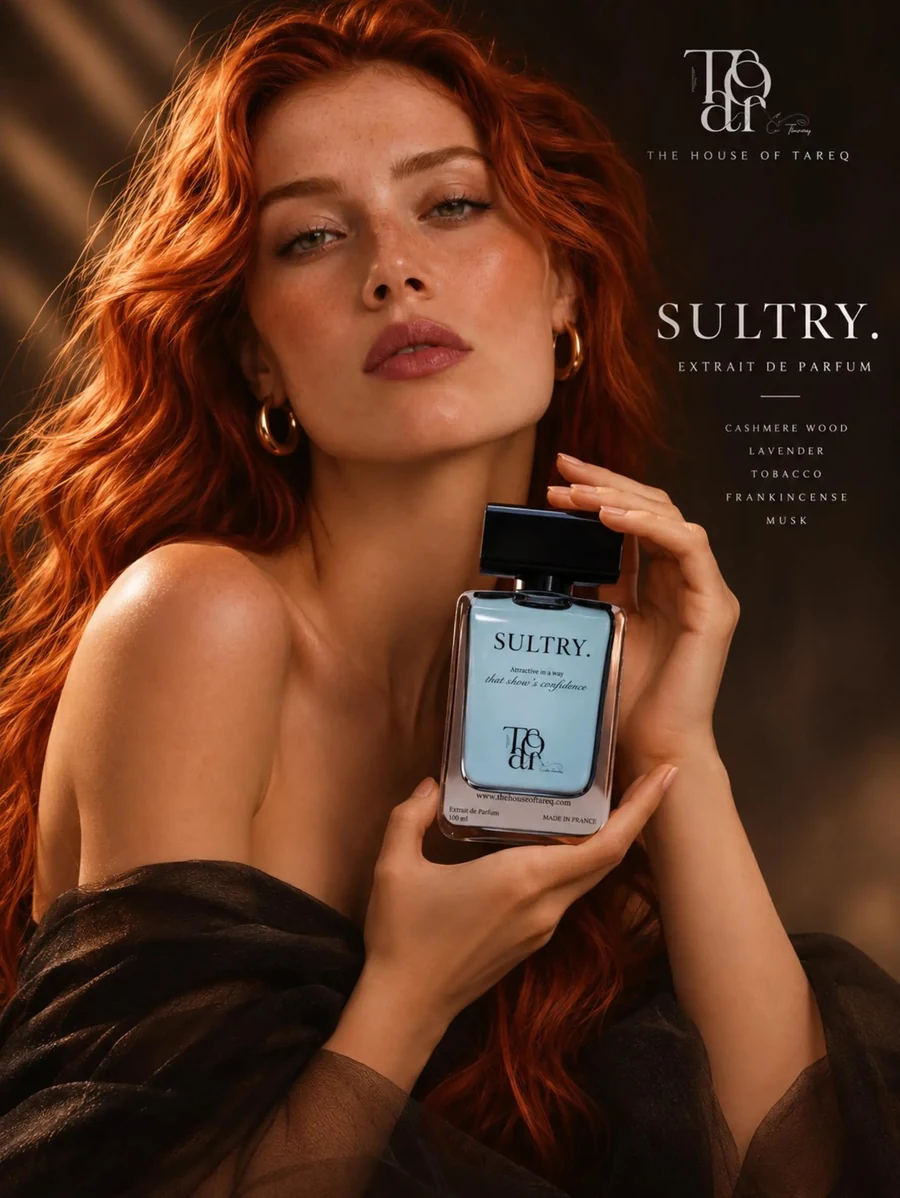 THE HOUSE OF TAREQ
SULTRY.
EXTRAIT DE PARFUM
CASHMERE WOOD
LAVENDER
TOBACCO
FRANKINCENSE
MUSK
SULTRY.
Attractive in a way
that show's confidence
www.thehouseoftareq.com
Extrait de Parfum
100 ml
MADE IN FRANCE